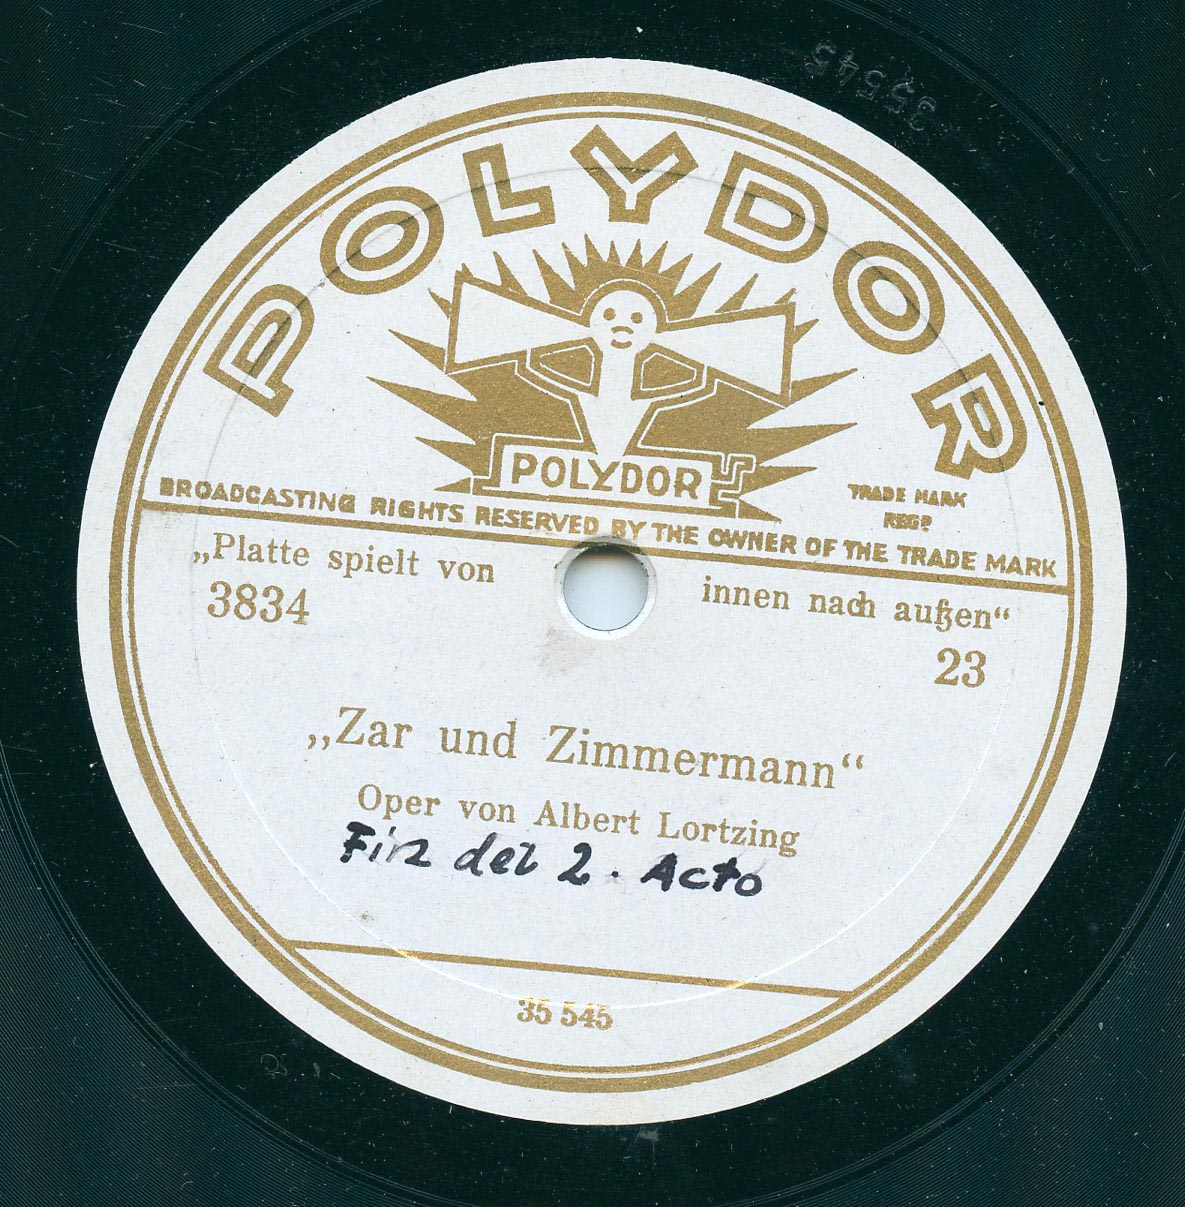 35545
POLYDOR
POLYDOR
TRADE MARK
REGD
BROADCASTING RIGHTS RESERVED BY THE OWNER OF THE TRADE MARK
„Platte spielt von innen nach außen“
3834
23
„Zar und Zimmermann“
Oper von Albert Lortzing
Fin del 2. Acto
35 545